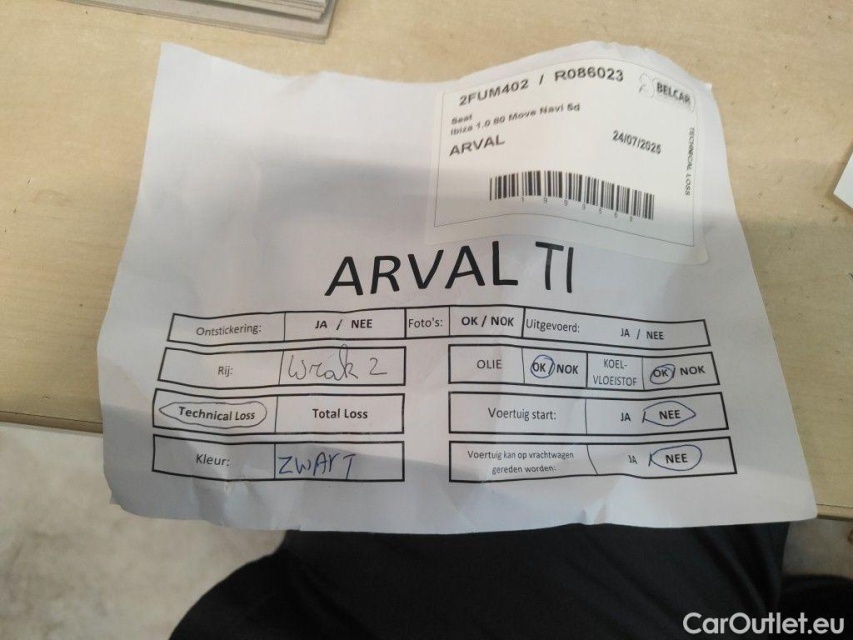 2FUM402 / R086023
BELCAR
Seat
Ibiza 1.0 80 Move Navi 5d
ARVAL
24/07/2025
TECHNICAL LOSS
ARVAL TI
Ontstickering: JA / NEE Foto's: OK / NOK Uitgevoerd: JA / NEE
Rij: Wrak 2 OLIE OK / NOK KOEL-VLOEISTOF OK / NOK
Technical Loss Total Loss Voertuig start: JA / NEE
Kleur: ZWART Voertuig kan op vrachtwagen
gereden worden: JA / NEE
CarOutlet.eu